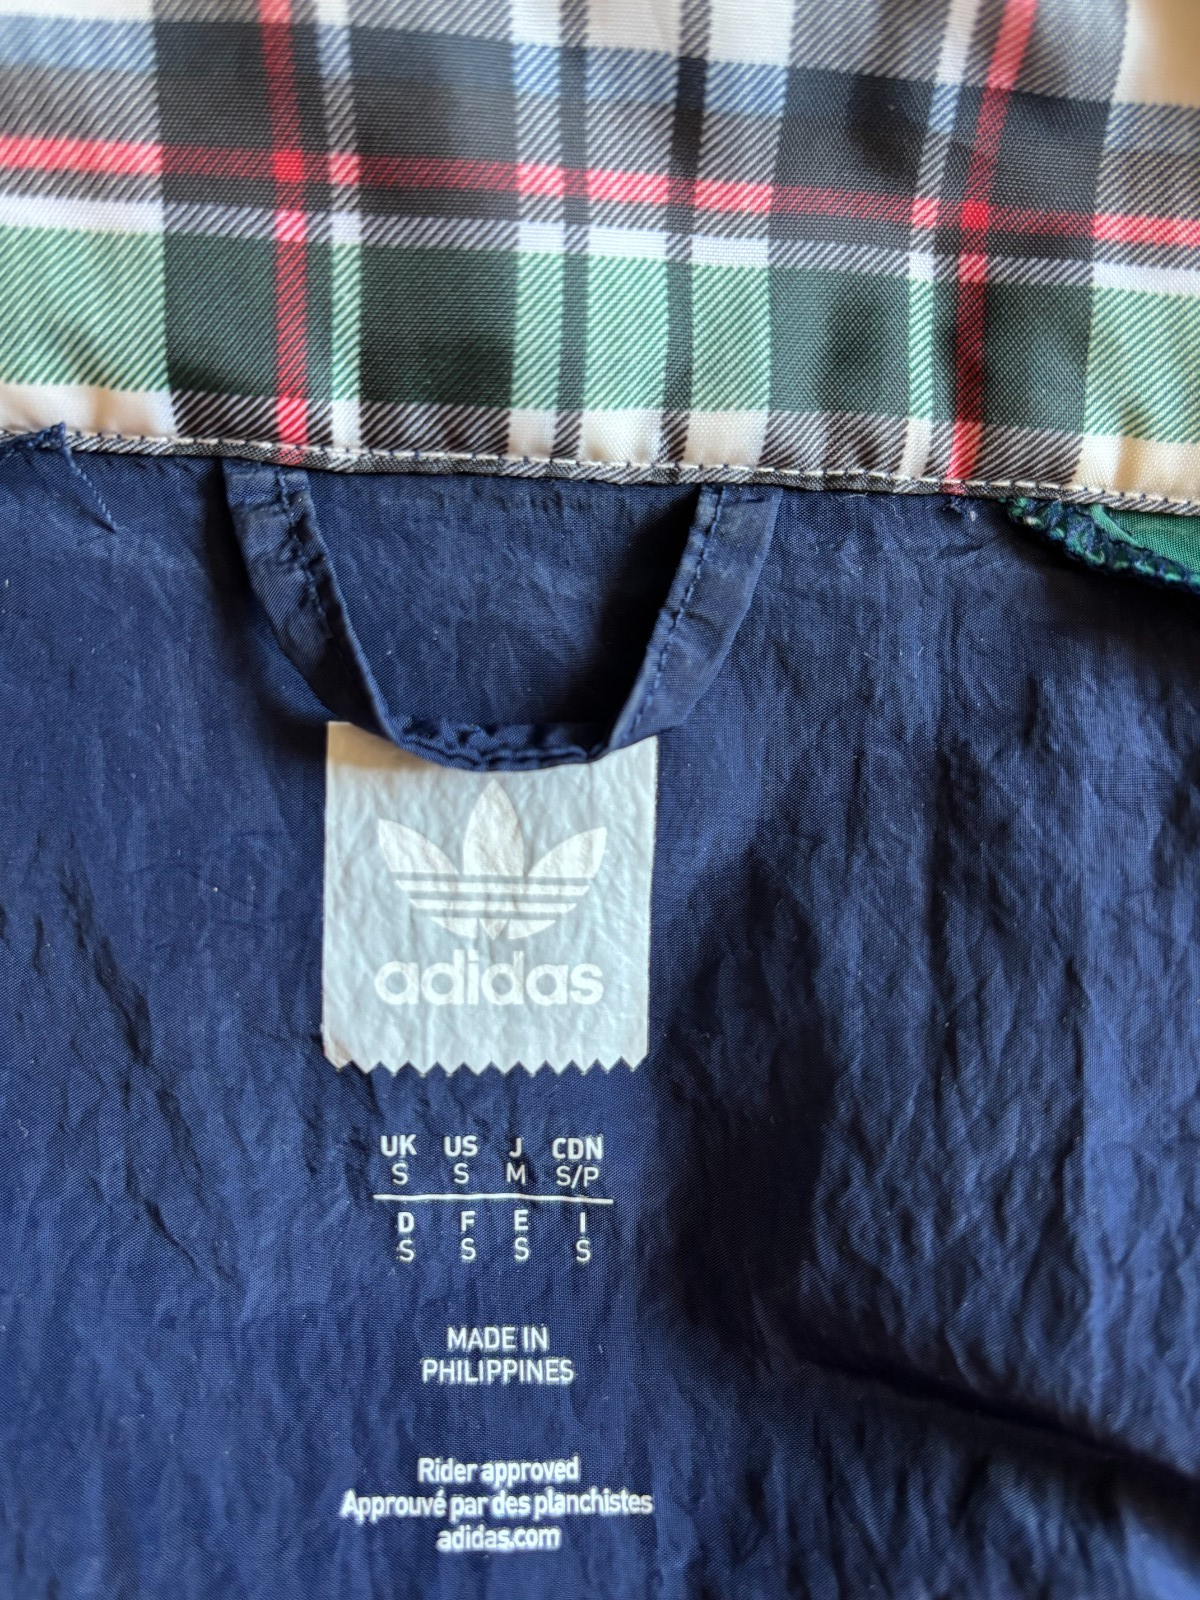 adidas
UK US J CDN
S S M S/P
D F E I
S S S S
MADE IN
PHILIPPINES
Rider approved
Approuvé par des planchistes
adidas.com